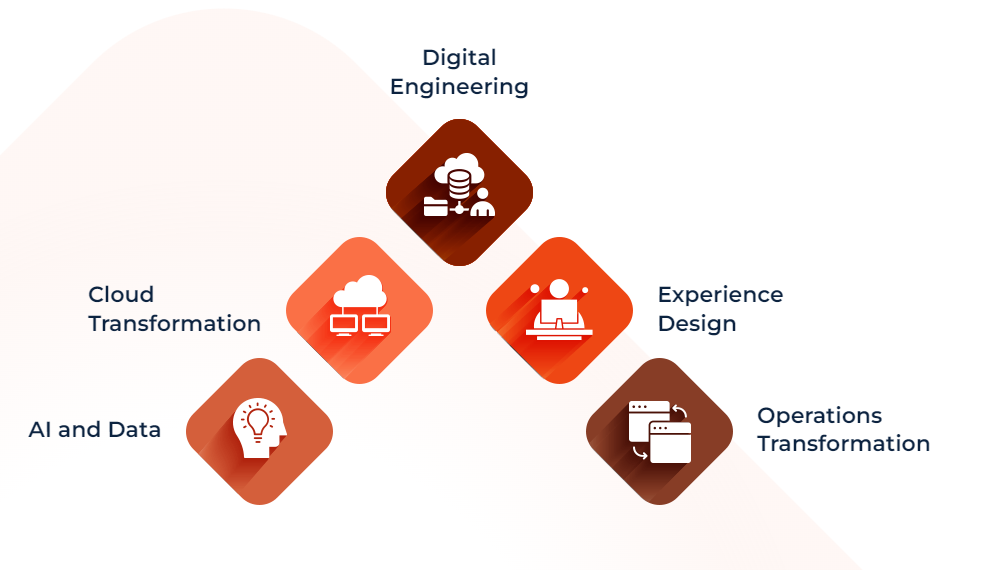 Digital
Engineering
Cloud
Transformation
Experience
Design
AI and Data
Operations
Transformation